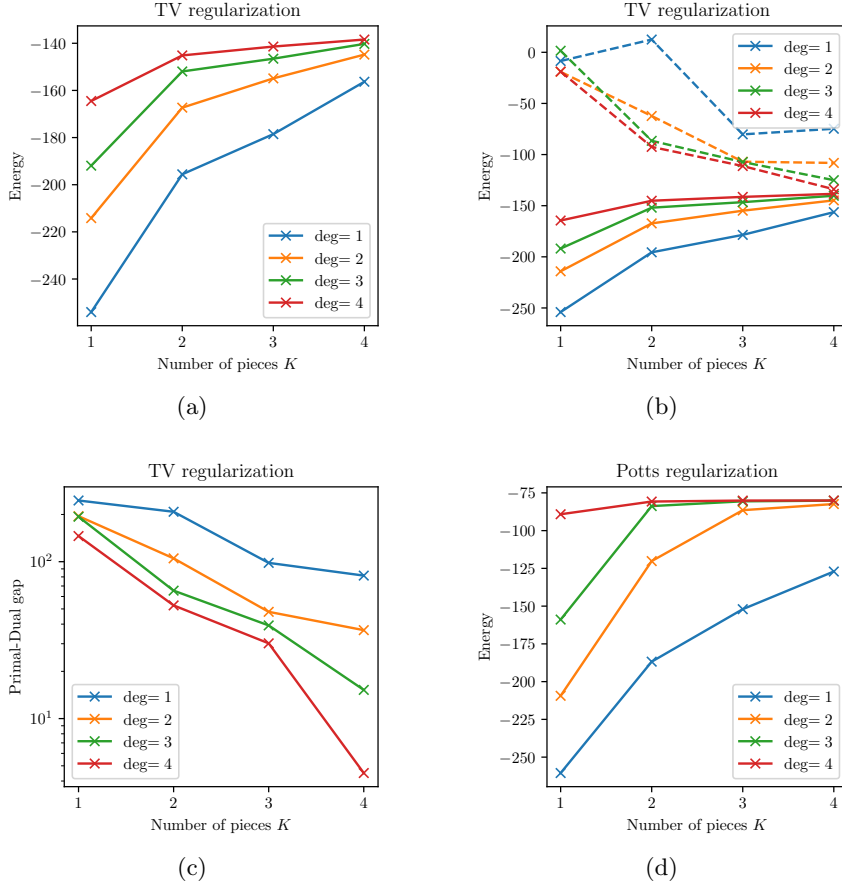 TV regularization
−140
−160
−180
−200
−220
−240
Energy
deg= 1
deg= 2
deg= 3
deg= 4
1 2 3 4
Number of pieces K
(a)
TV regularization
0
−50
−100
−150
−200
−250
Energy
deg= 1
deg= 2
deg= 3
deg= 4
1 2 3 4
Number of pieces K
(b)
TV regularization
10²
10¹
Primal-Dual gap
deg= 1
deg= 2
deg= 3
deg= 4
1 2 3 4
Number of pieces K
(c)
Potts regularization
−75
−100
−125
−150
−175
−200
−225
−250
Energy
deg= 1
deg= 2
deg= 3
deg= 4
1 2 3 4
Number of pieces K
(d)